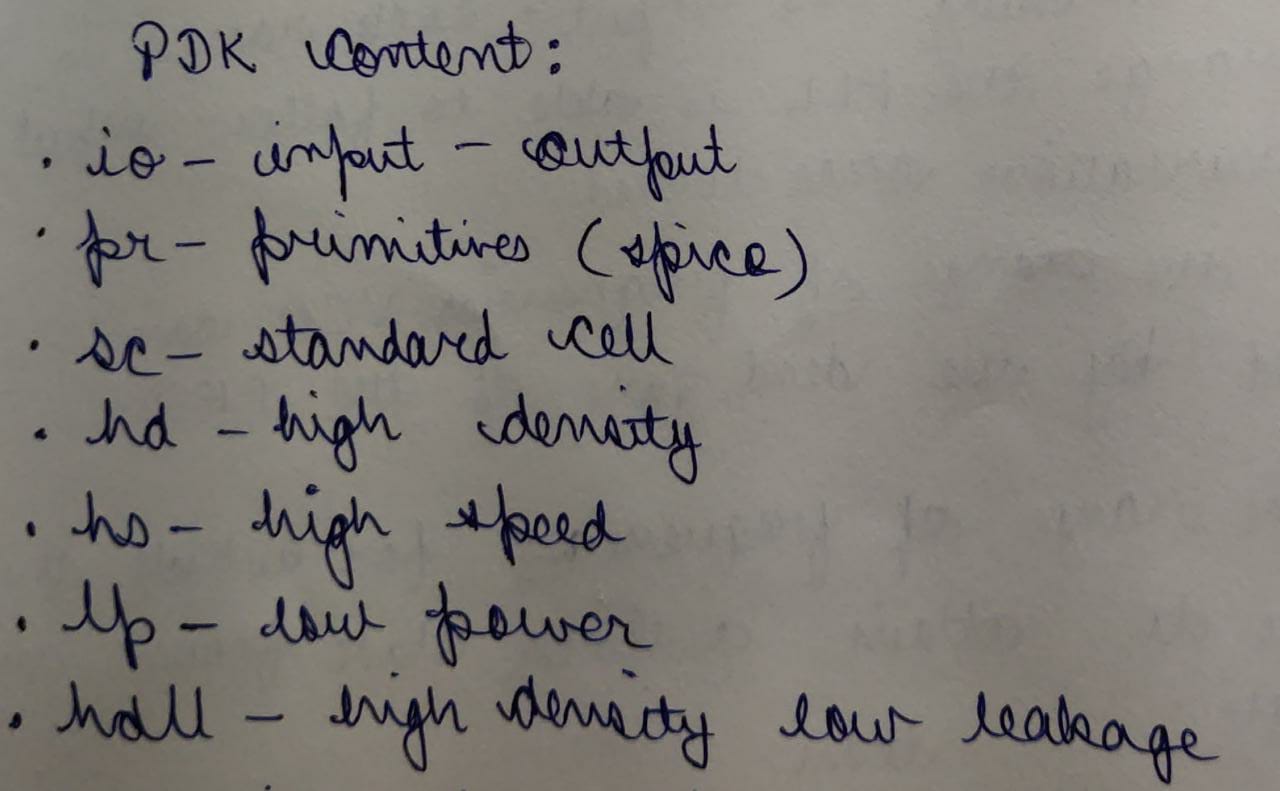 PDK content:
. io - input - output
. pr - primitives (spice)
. sc - standard cell
. hd - high density
. hs - high speed
. lp - low power
. hdll - high density low leakage